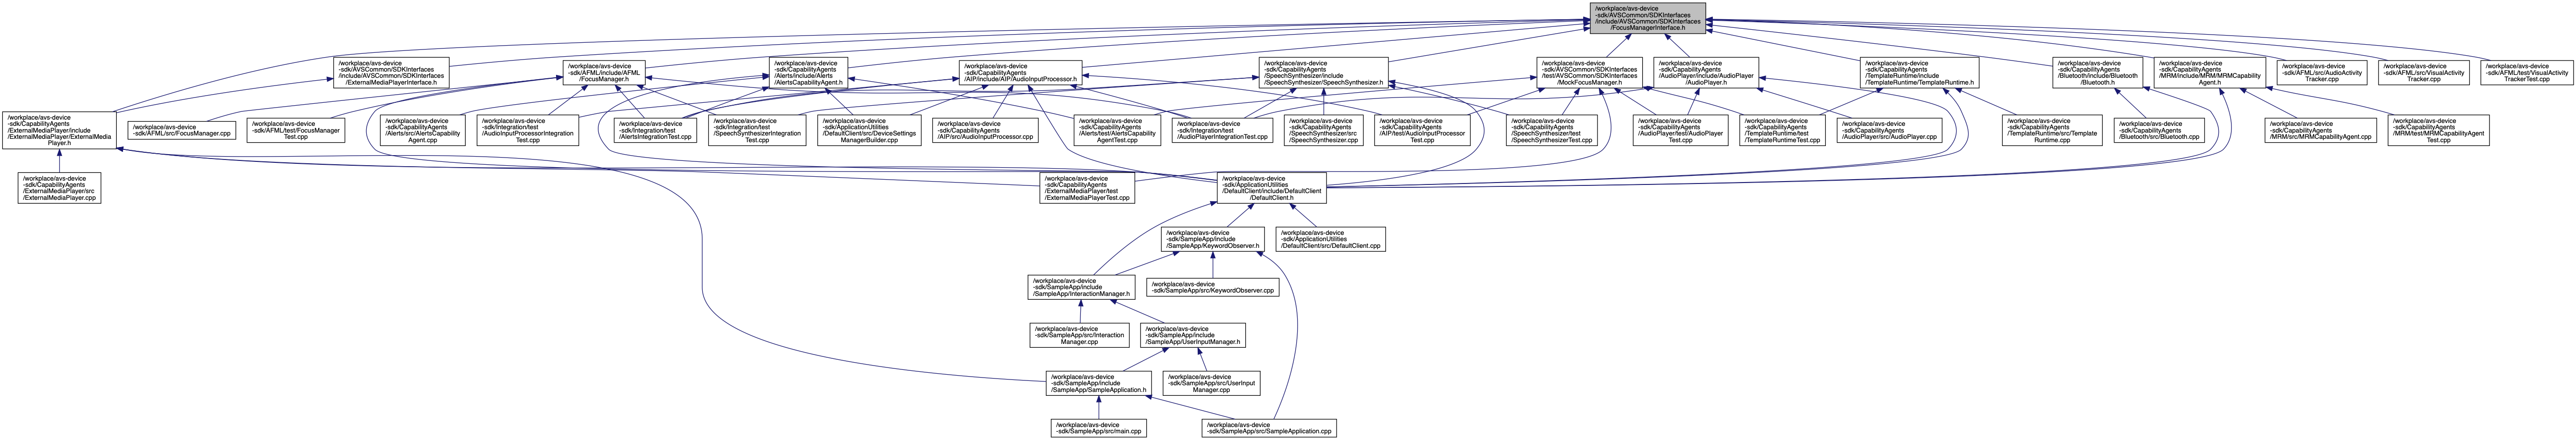 /workplace/avs-device
-sdk/AVSCommon/SDKInterfaces
/include/AVSCommon/SDKInterfaces
/FocusManagerInterface.h
/workplace/avs-device
-sdk/AVSCommon/SDKInterfaces
/include/AVSCommon/SDKInterfaces
/ExternalMediaPlayerInterface.h
/workplace/avs-device
-sdk/AFML/include/AFML
/FocusManager.h
/workplace/avs-device
-sdk/CapabilityAgents
/Alerts/include/Alerts
/AlertsCapabilityAgent.h
/workplace/avs-device
-sdk/CapabilityAgents
/AIP/include/AIP/AudioInputProcessor.h
/workplace/avs-device
-sdk/CapabilityAgents
/SpeechSynthesizer/include
/SpeechSynthesizer/SpeechSynthesizer.h
/workplace/avs-device
-sdk/AVSCommon/SDKInterfaces
/test/AVSCommon/SDKInterfaces
/MockFocusManager.h
/workplace/avs-device
-sdk/CapabilityAgents
/AudioPlayer/include/AudioPlayer
/AudioPlayer.h
/workplace/avs-device
-sdk/CapabilityAgents
/TemplateRuntime/include
/TemplateRuntime/TemplateRuntime.h
/workplace/avs-device
-sdk/CapabilityAgents
/Bluetooth/include/Bluetooth
/Bluetooth.h
/workplace/avs-device
-sdk/CapabilityAgents
/MRM/include/MRM/MRMCapability
Agent.h
/workplace/avs-device
-sdk/AFML/src/AudioActivity
Tracker.cpp
/workplace/avs-device
-sdk/AFML/src/VisualActivity
Tracker.cpp
/workplace/avs-device
-sdk/AFML/test/VisualActivity
TrackerTest.cpp
/workplace/avs-device
-sdk/CapabilityAgents
/ExternalMediaPlayer/include
/ExternalMediaPlayer/ExternalMedia
Player.h
/workplace/avs-device
-sdk/AFML/src/FocusManager.cpp
/workplace/avs-device
-sdk/AFML/test/FocusManager
Test.cpp
/workplace/avs-device
-sdk/CapabilityAgents
/Alerts/src/AlertsCapability
Agent.cpp
/workplace/avs-device
-sdk/Integration/test
/AudioInputProcessorIntegration
Test.cpp
/workplace/avs-device
-sdk/Integration/test
/AlertsIntegrationTest.cpp
/workplace/avs-device
-sdk/Integration/test
/SpeechSynthesizerIntegration
Test.cpp
/workplace/avs-device
-sdk/ApplicationUtilities
/DefaultClient/src/DeviceSettings
ManagerBuilder.cpp
/workplace/avs-device
-sdk/CapabilityAgents
/AIP/src/AudioInputProcessor.cpp
/workplace/avs-device
-sdk/CapabilityAgents
/Alerts/test/AlertsCapability
AgentTest.cpp
/workplace/avs-device
-sdk/Integration/test
/AudioPlayerIntegrationTest.cpp
/workplace/avs-device
-sdk/CapabilityAgents
/SpeechSynthesizer/src
/SpeechSynthesizer.cpp
/workplace/avs-device
-sdk/CapabilityAgents
/AIP/test/AudioInputProcessor
Test.cpp
/workplace/avs-device
-sdk/CapabilityAgents
/SpeechSynthesizer/test
/SpeechSynthesizerTest.cpp
/workplace/avs-device
-sdk/CapabilityAgents
/AudioPlayer/test/AudioPlayer
Test.cpp
/workplace/avs-device
-sdk/CapabilityAgents
/TemplateRuntime/test
/TemplateRuntimeTest.cpp
/workplace/avs-device
-sdk/CapabilityAgents
/AudioPlayer/src/AudioPlayer.cpp
/workplace/avs-device
-sdk/CapabilityAgents
/TemplateRuntime/src/Template
Runtime.cpp
/workplace/avs-device
-sdk/CapabilityAgents
/Bluetooth/src/Bluetooth.cpp
/workplace/avs-device
-sdk/CapabilityAgents
/MRM/src/MRMCapabilityAgent.cpp
/workplace/avs-device
-sdk/CapabilityAgents
/MRM/test/MRMCapabilityAgent
Test.cpp
/workplace/avs-device
-sdk/CapabilityAgents
/ExternalMediaPlayer/src
/ExternalMediaPlayer.cpp
/workplace/avs-device
-sdk/CapabilityAgents
/ExternalMediaPlayer/test
/ExternalMediaPlayerTest.cpp
/workplace/avs-device
-sdk/ApplicationUtilities
/DefaultClient/include/DefaultClient
/DefaultClient.h
/workplace/avs-device
-sdk/SampleApp/include
/SampleApp/KeywordObserver.h
/workplace/avs-device
-sdk/ApplicationUtilities
/DefaultClient/src/DefaultClient.cpp
/workplace/avs-device
-sdk/SampleApp/include
/SampleApp/InteractionManager.h
/workplace/avs-device
-sdk/SampleApp/src/KeywordObserver.cpp
/workplace/avs-device
-sdk/SampleApp/src/Interaction
Manager.cpp
/workplace/avs-device
-sdk/SampleApp/include
/SampleApp/UserInputManager.h
/workplace/avs-device
-sdk/SampleApp/include
/SampleApp/SampleApplication.h
/workplace/avs-device
-sdk/SampleApp/src/UserInput
Manager.cpp
/workplace/avs-device
-sdk/SampleApp/src/main.cpp
/workplace/avs-device
-sdk/SampleApp/src/SampleApplication.cpp